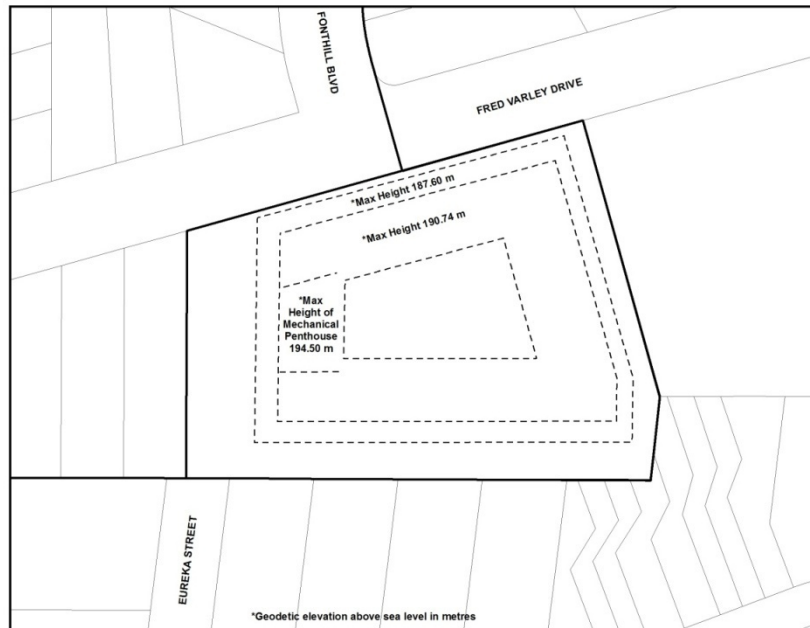 FONTHILL BLVD
FRED VARLEY DRIVE
*Max Height 187.60 m
*Max Height 190.74 m
*Max
Height of
Mechanical
Penthouse
194.50 m
EUREKA STREET
*Geodetic elevation above sea level in metres